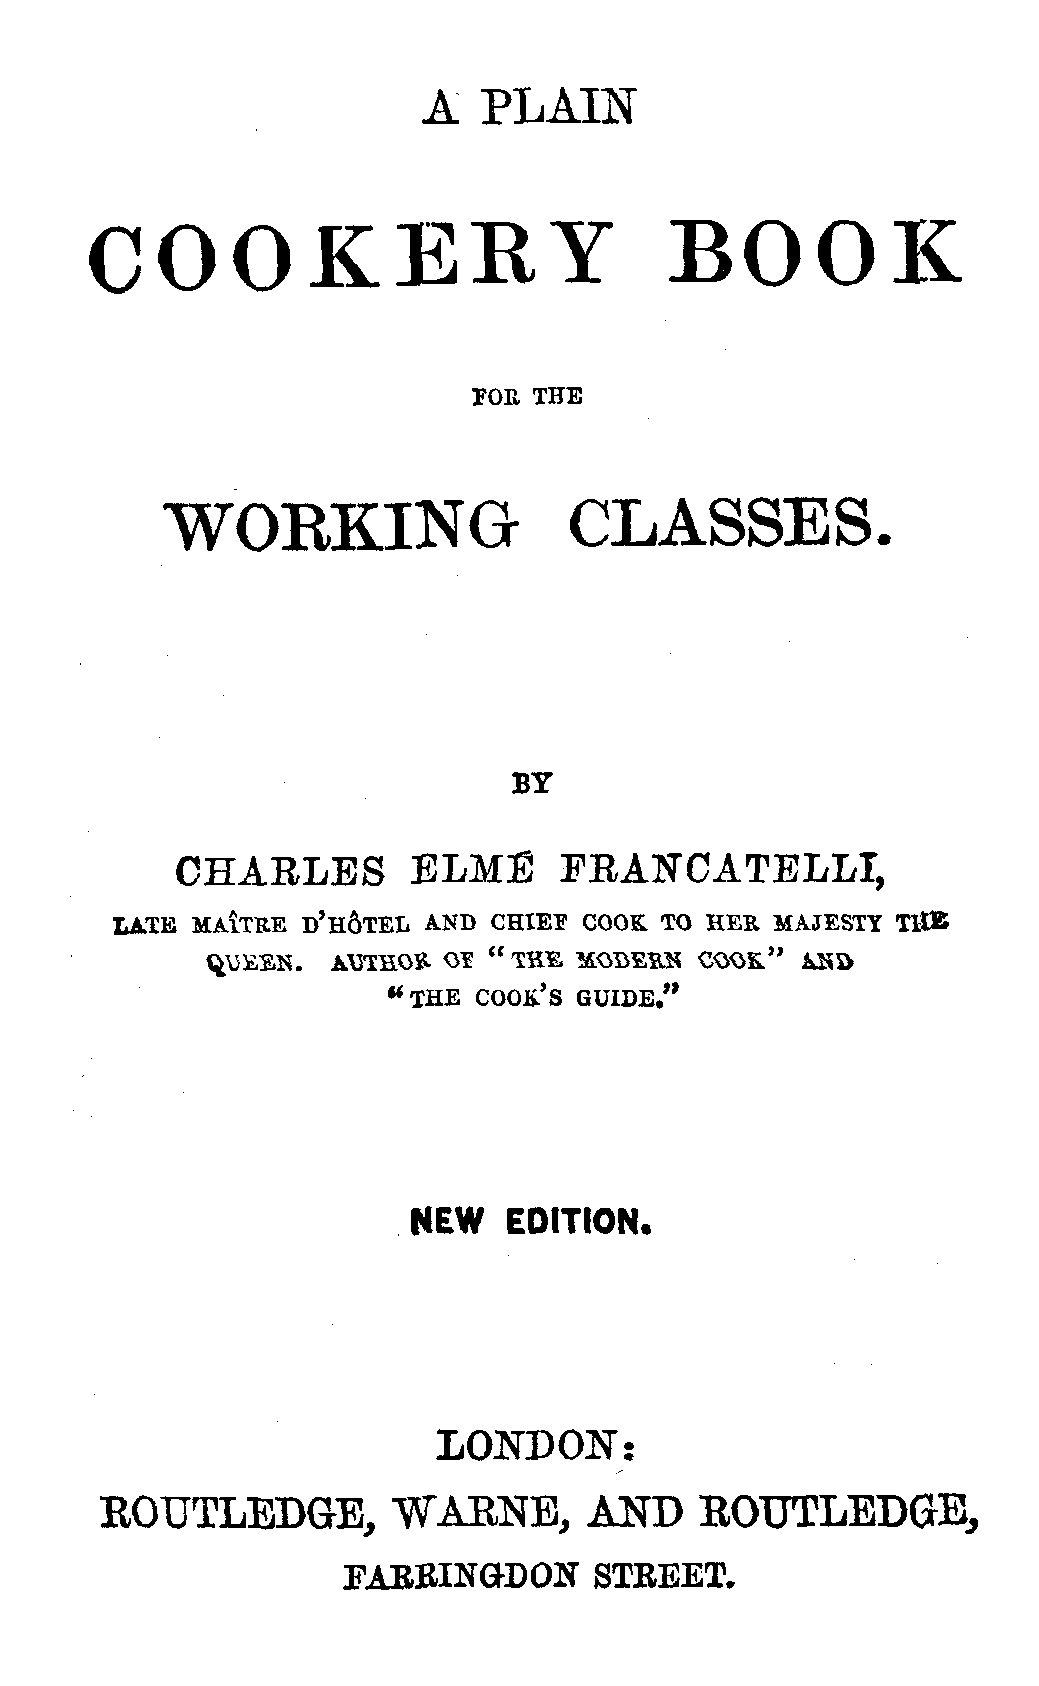 A PLAIN
COOKERY BOOK
FOR THE
WORKING CLASSES.
BY
CHARLES ELMÉ FRANCATELLI,
LATE MAÎTRE D'HÔTEL AND CHIEF COOK TO HER MAJESTY THE
QUEEN. AUTHOR OF "THE MODERN COOK" AND
"THE COOK'S GUIDE."
NEW EDITION.
LONDON:
ROUTLEDGE, WARNE, AND ROUTLEDGE,
FARRINGDON STREET.